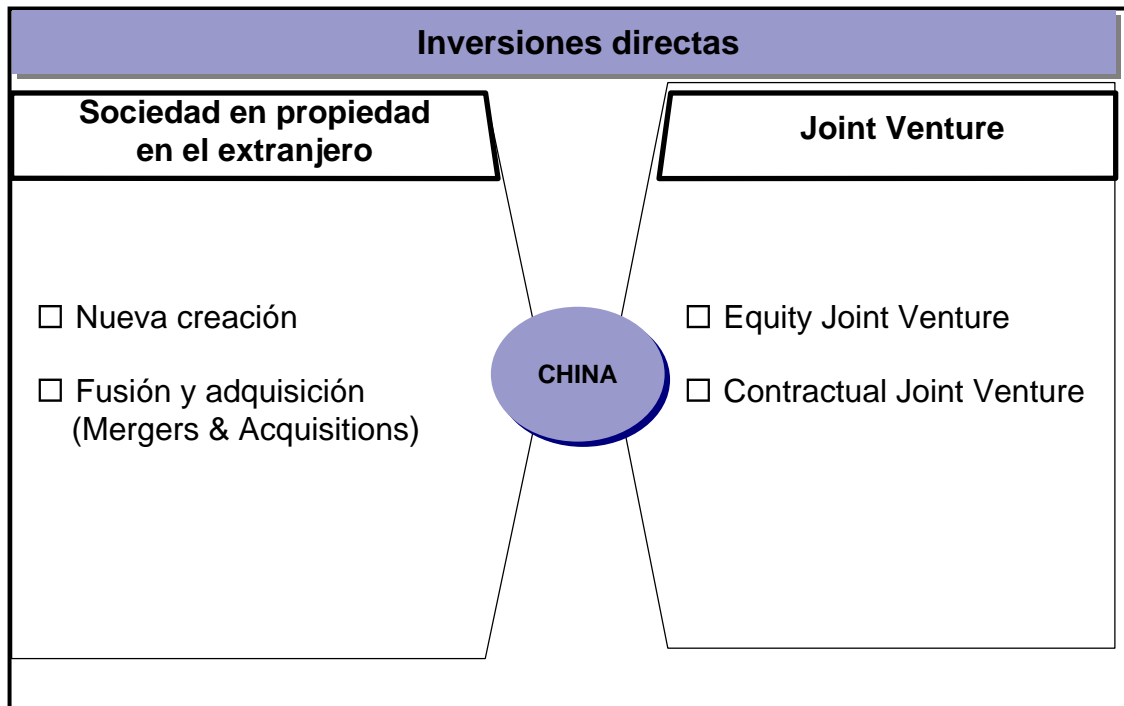 Inversiones directas
Sociedad en propiedad
en el extranjero
☐ Nueva creación
☐ Fusión y adquisición
(Mergers & Acquisitions)
CHINA
Joint Venture
☐ Equity Joint Venture
☐ Contractual Joint Venture